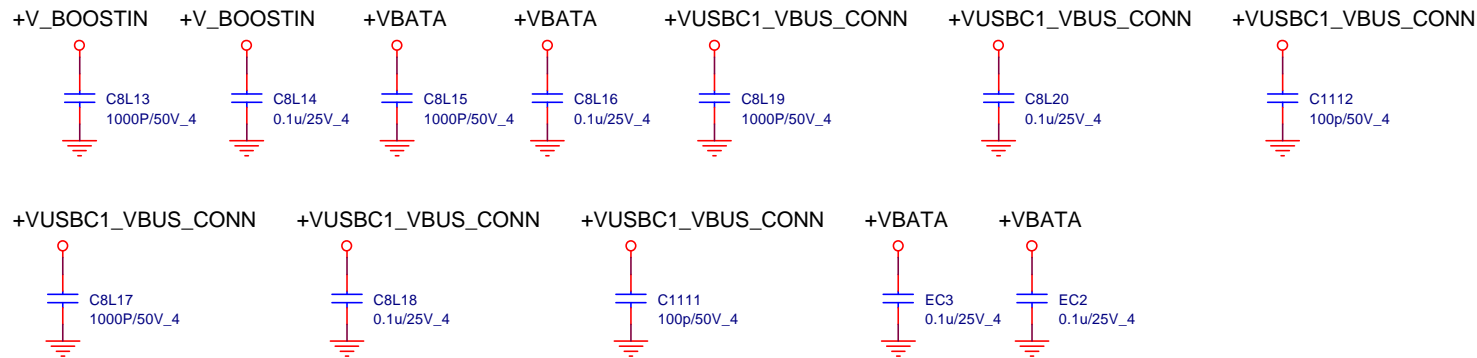 +V_BOOSTIN +V_BOOSTIN +VBATA +VBATA +VUSBC1_VBUS_CONN +VUSBC1_VBUS_CONN +VUSBC1_VBUS_CONN
C8L13 C8L14 C8L15 C8L16 C8L19 C8L20 C1112
1000P/50V_4 0.1u/25V_4 1000P/50V_4 0.1u/25V_4 1000P/50V_4 0.1u/25V_4 100p/50V_4
+VUSBC1_VBUS_CONN +VUSBC1_VBUS_CONN +VUSBC1_VBUS_CONN +VBATA +VBATA
C8L17 C8L18 C1111 EC3 EC2
1000P/50V_4 0.1u/25V_4 100p/50V_4 0.1u/25V_4 0.1u/25V_4